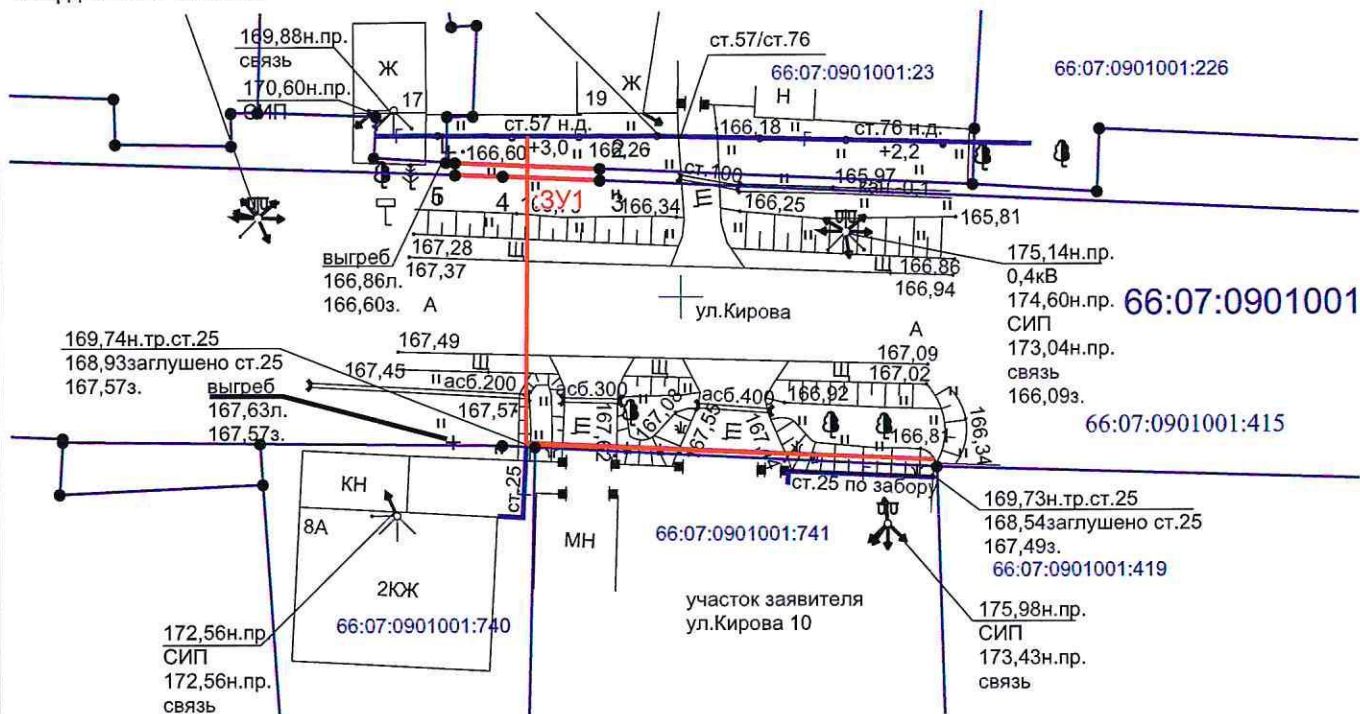 169,88н.пр.
связь
170,60н.пр.
СИП
Ж
17
19
Ж
ст.57/ст.76
66:07:0901001:23
66:07:0901001:226
Н
ст.57 н.д.
+3,0
2
166,18
ст.76 н.д.
+2,2
166,60
166,26
ст.100
165,97
5
4
:ЗУ1
3
166,34
Щ
166,25
165,81
выгреб
166,86л.
166,60з.
167,28
167,37
Щ
А
Щ
166,86
166,94
175,14н.пр.
0,4кВ
174,60н.пр.
СИП
173,04н.пр.
связь
166,09з.
66:07:0901001
ул.Кирова
А
169,74н.тр.ст.25
168,93заглушено ст.25
167,57з.
167,49
Щ
Щ
Щ
167,09
167,02
167,45
асб.200
асб.300
асб.400
166,92
выгреб
167,63л.
167,57з.
167,57
167,08
167,55
Щ
Щ
166,81
166,34
66:07:0901001:415
КН
8А
2КЖ
ст.25
МН
66:07:0901001:741
ст.25 по забору
169,73н.тр.ст.25
168,54заглушено ст.25
167,49з.
66:07:0901001:419
66:07:0901001:740
участок заявителя
ул.Кирова 10
172,56н.пр.
СИП
172,56н.пр.
связь
175,98н.пр.
СИП
173,43н.пр.
связь